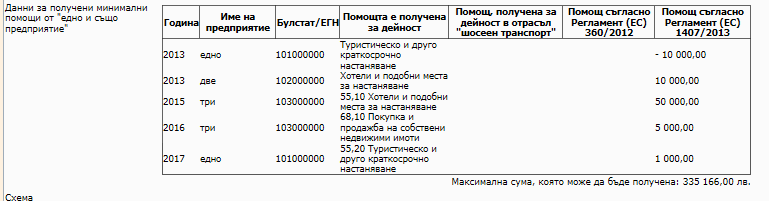 Данни за получени минимални
помощи от "едно и също
предприятие"
Година Име на предприятие Булстат/ЕГН Помощта е получена за дейност Помощ, получена за дейност в отрасъл "шосеен транспорт" Помощ съгласно Регламент (ЕС) 360/2012 Помощ съгласно Регламент (ЕС) 1407/2013
2013 едно 101000000 Туристическо и друго краткосрочно настаняване - 10 000,00
2013 две 102000000 Хотели и подобни места за настаняване 10 000,00
2015 три 103000000 55,10 Хотели и подобни места за настаняване 50 000,00
2016 три 103000000 68,10 Покупка и продажба на собствени недвижими имоти 5 000,00
2017 едно 101000000 55,20 Туристическо и друго краткосрочно настаняване 1 000,00
Максимална сума, която може да бъде получена: 335 166,00 лв.
Схема